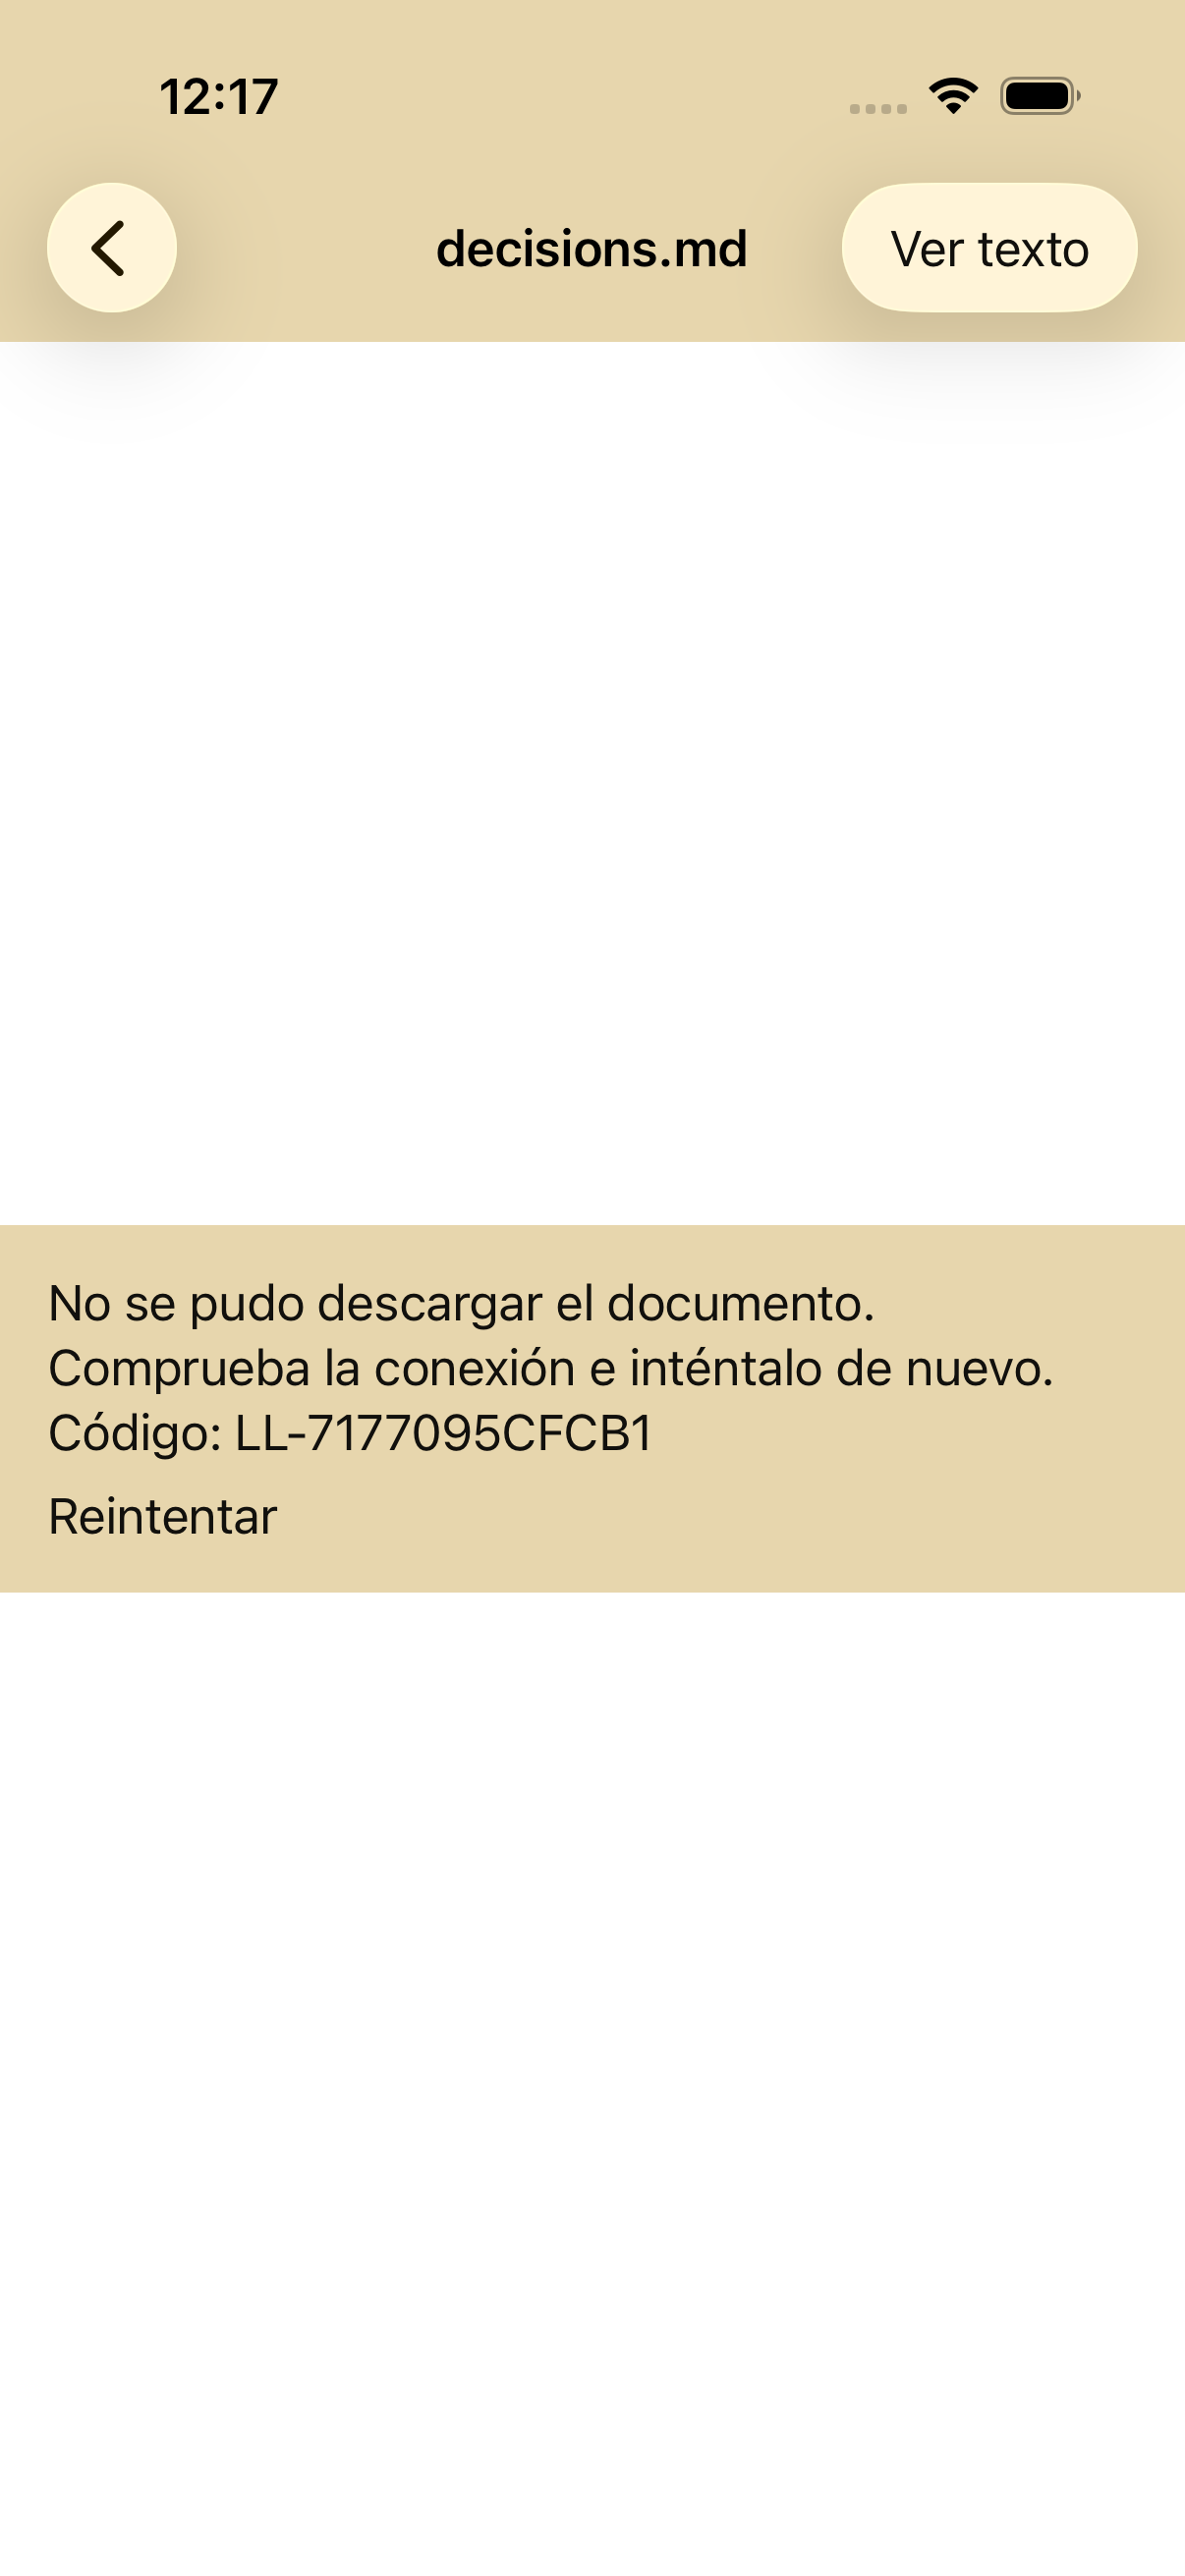 12:17
decisions.md
Ver texto
No se pudo descargar el documento.
Comprueba la conexión e inténtalo de nuevo.
Código: LL-7177095CFCB1
Reintentar